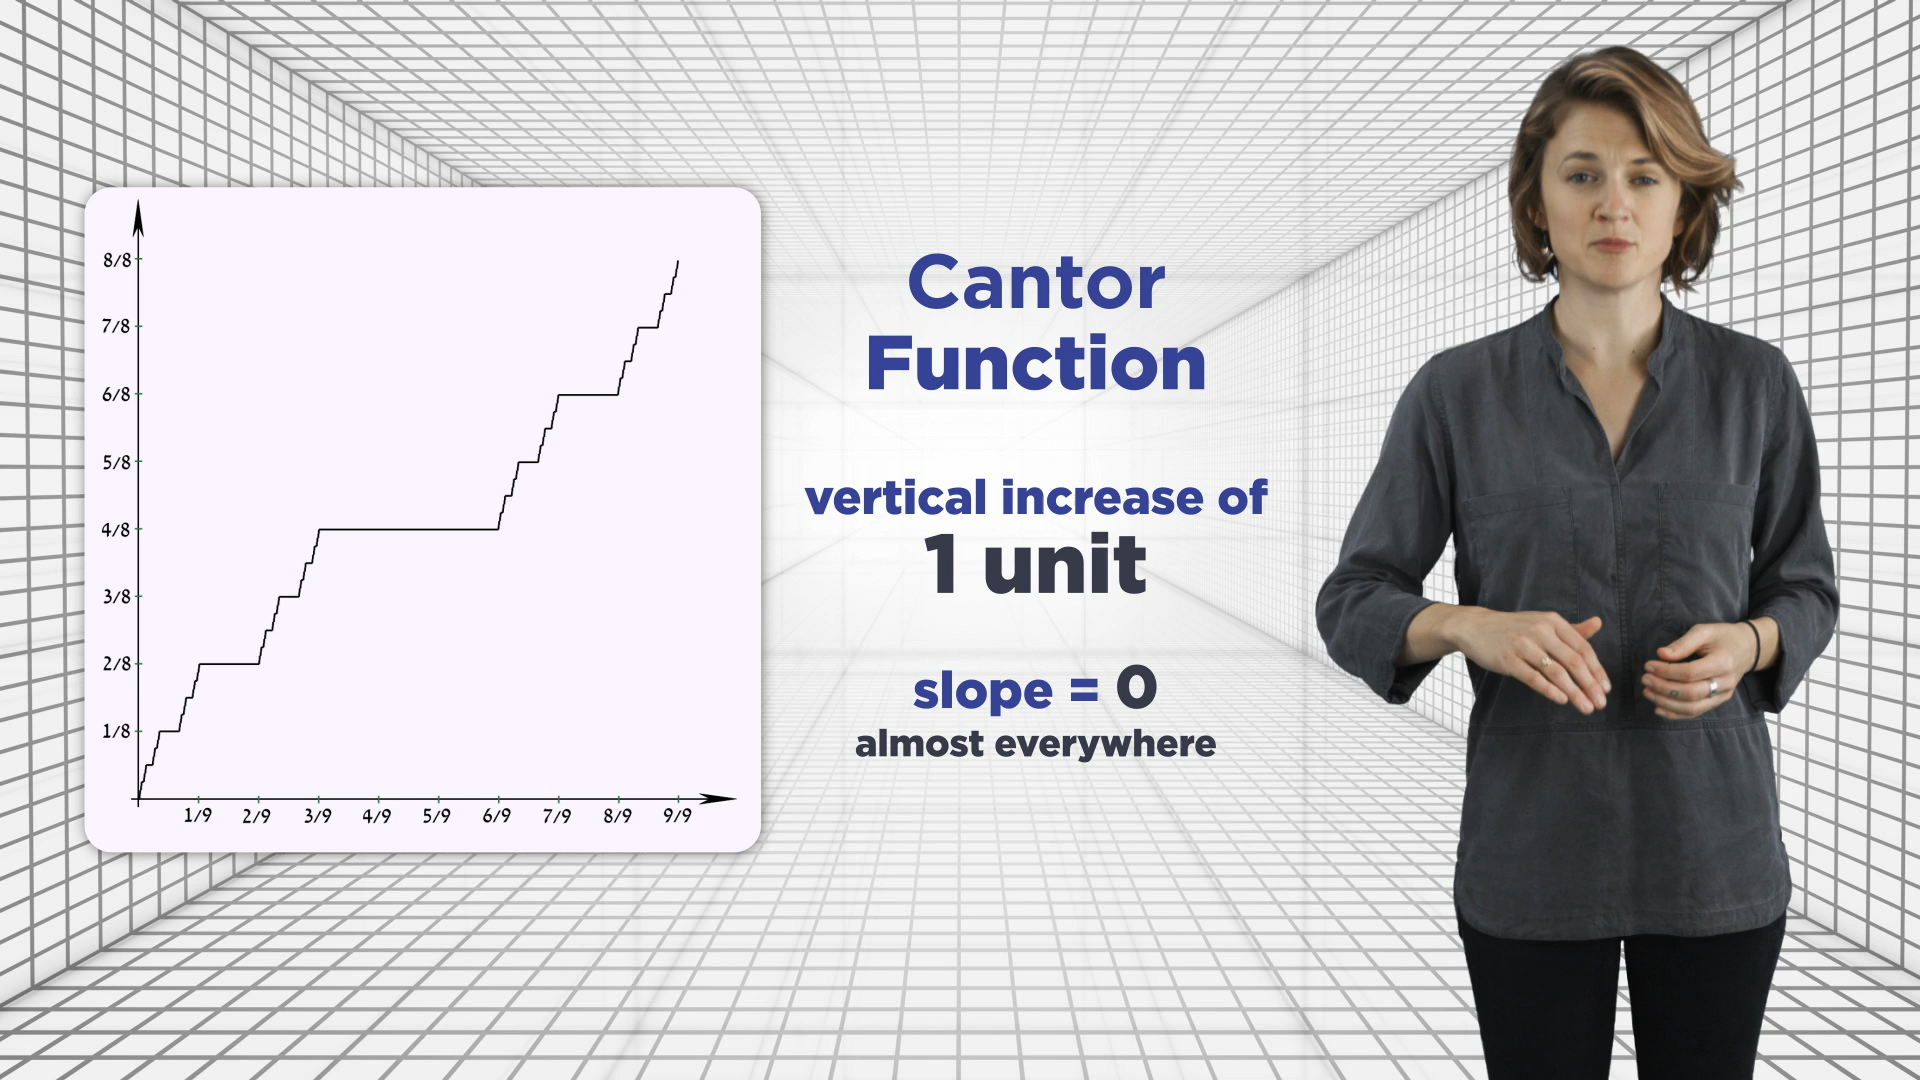 8/8
7/8
6/8
5/8
4/8
3/8
2/8
1/8
1/9 2/9 3/9 4/9 5/9 6/9 7/9 8/9 9/9
Cantor
Function
vertical increase of
1 unit
slope = 0
almost everywhere